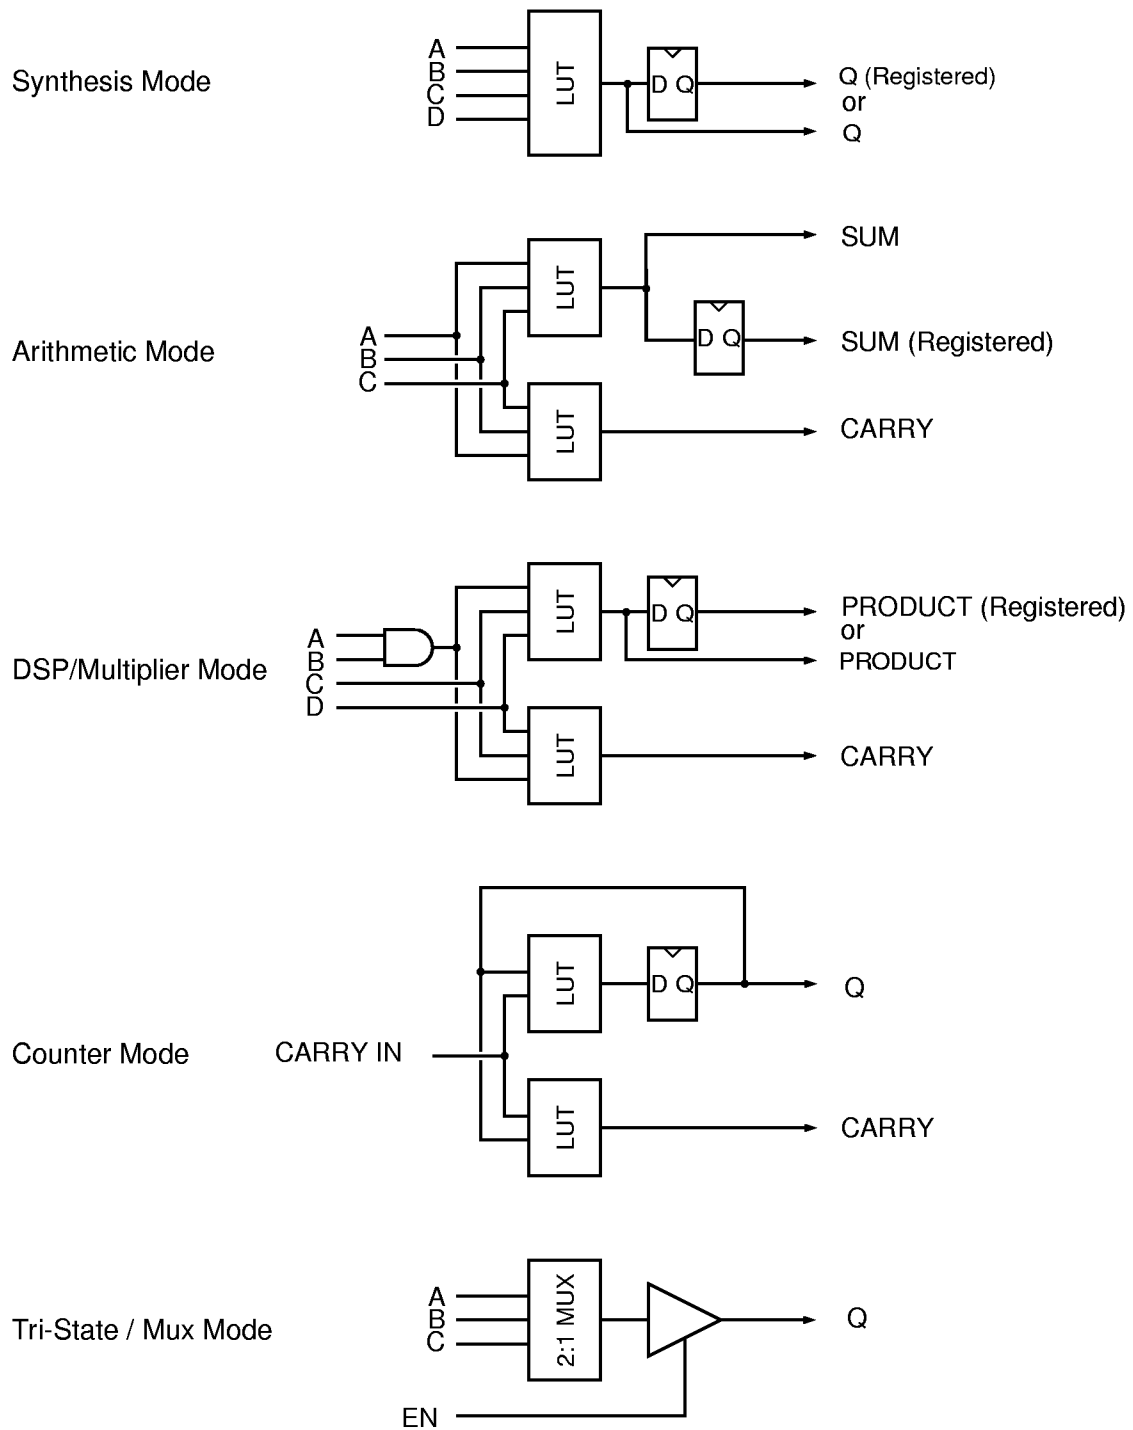 Synthesis Mode
A
B
C
D
LUT
D Q
Q (Registered)
or
Q
Arithmetic Mode
A
B
C
LUT
LUT
D Q
SUM
SUM (Registered)
CARRY
DSP/Multiplier Mode
A
B
C
D
LUT
LUT
D Q
PRODUCT (Registered)
or
PRODUCT
CARRY
Counter Mode
CARRY IN
LUT
LUT
D Q
Q
CARRY
Tri-State / Mux Mode
A
B
C
EN
2:1 MUX
Q